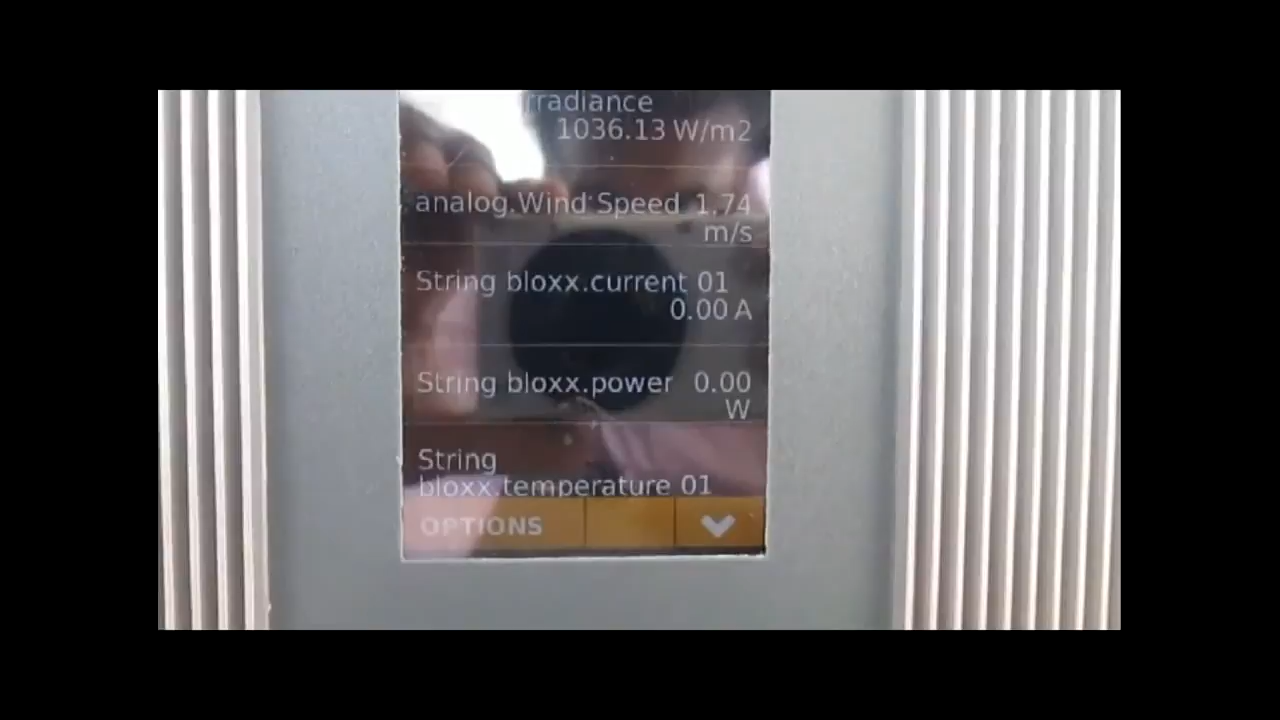 rradiance
1036.13 W/m2
analog.Wind Speed 1.74
m/s
String bloxx.current 01
0.00 A
String bloxx.power 0.00
W
String
bloxx.temperature 01
OPTIONS